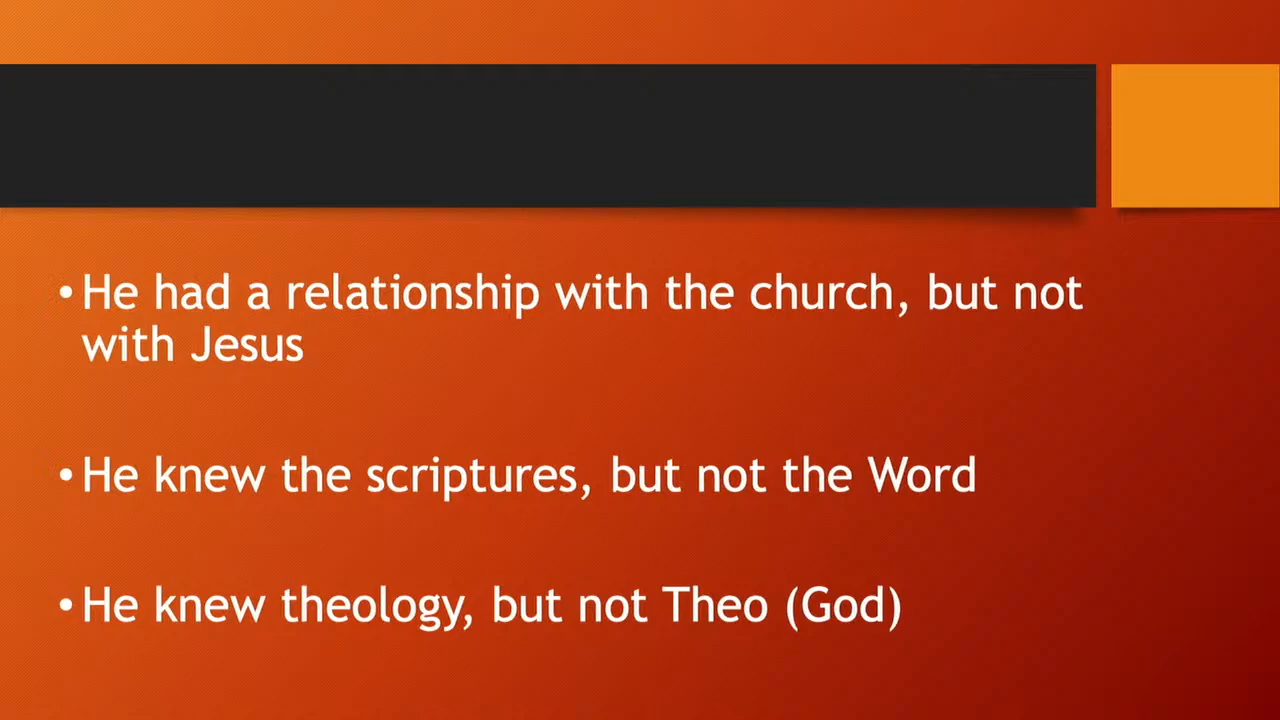 • He had a relationship with the church, but not
with Jesus
• He knew the scriptures, but not the Word
• He knew theology, but not Theo (God)